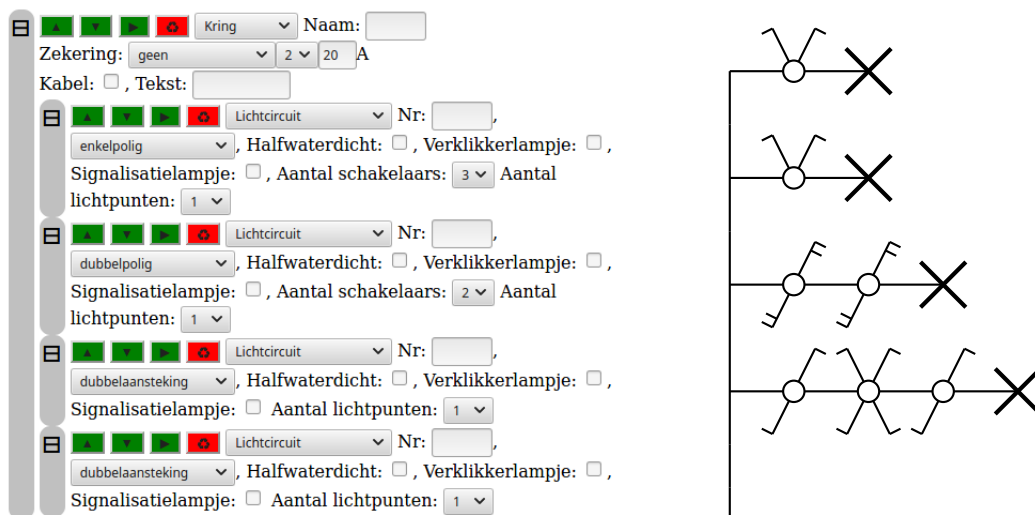 Kring Naam:
Zekering: geen 2 20 A
Kabel: , Tekst:
Lichtcircuit Nr: ,
enkelpolig , Halfwaterdicht: , Verklikkerlampje: ,
Signalisatielampje: , Aantal schakelaars: 3 Aantal
lichtpunten: 1
Lichtcircuit Nr: ,
dubbelpolig , Halfwaterdicht: , Verklikkerlampje: ,
Signalisatielampje: , Aantal schakelaars: 2 Aantal
lichtpunten: 1
Lichtcircuit Nr: ,
dubbelaansteking , Halfwaterdicht: , Verklikkerlampje: ,
Signalisatielampje: Aantal lichtpunten: 1
Lichtcircuit Nr: ,
dubbelaansteking , Halfwaterdicht: , Verklikkerlampje: ,
Signalisatielampje: Aantal lichtpunten: 1